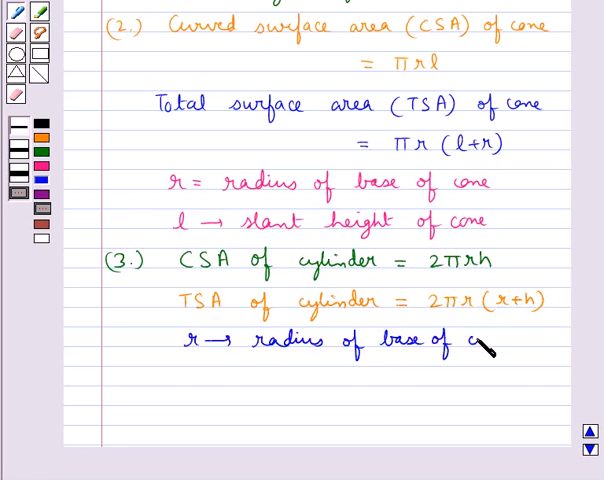 (2.) Curved surface area (CSA) of cone
= πrl
Total surface area (TSA) of cone
= πr (l+r)
r = radius of base of cone
l → slant height of cone
(3.) CSA of cylinder = 2πrh
TSA of cylinder = 2πr (r+h)
r → radius of base of c